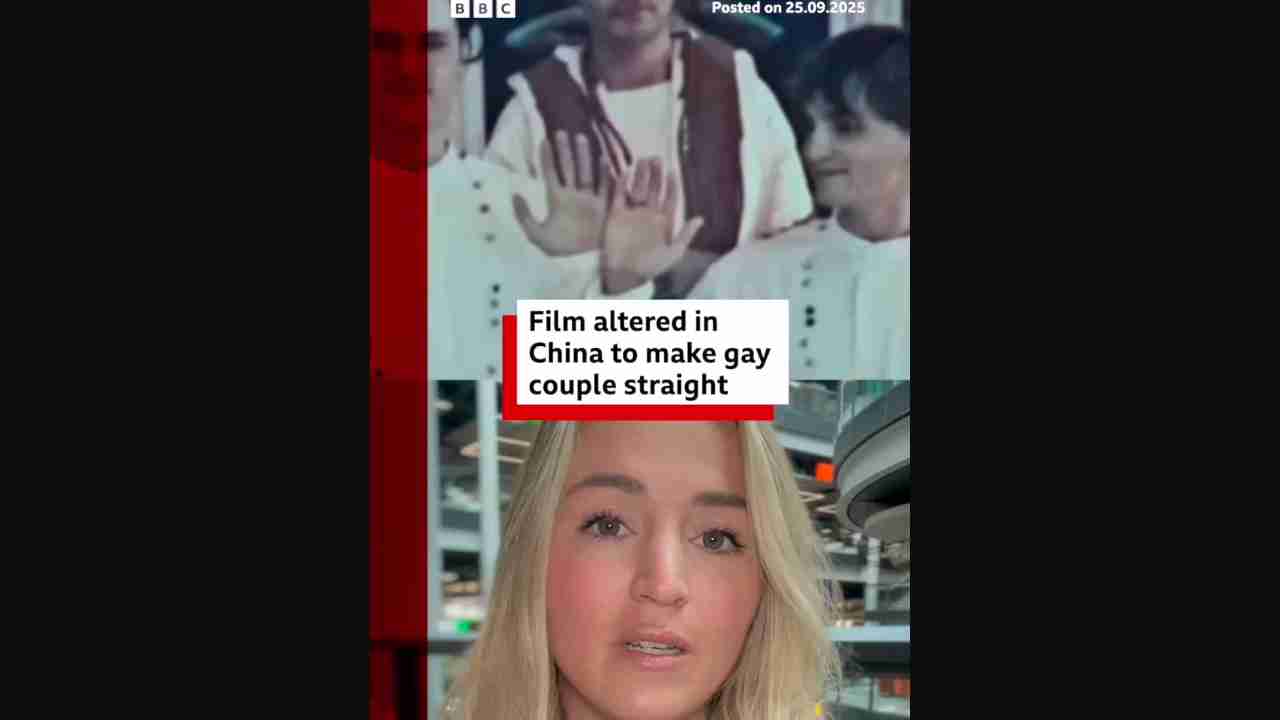 BBC
Posted on 25.09.2025
Film altered in
China to make gay
couple straight